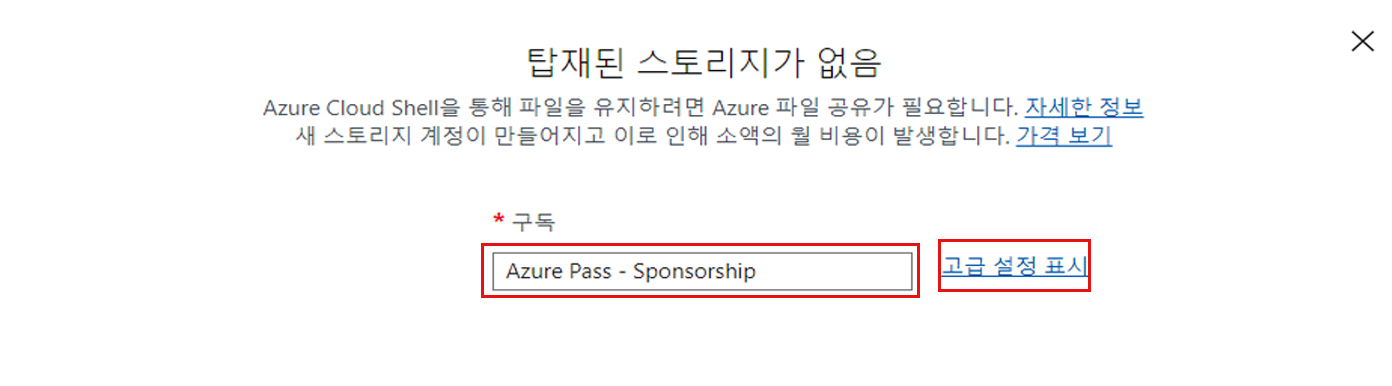 탑재된 스토리지가 없음
Azure Cloud Shell을 통해 파일을 유지하려면 Azure 파일 공유가 필요합니다. 자세한 정보
새 스토리지 계정이 만들어지고 이로 인해 소액의 월 비용이 발생합니다. 가격 보기
* 구독
Azure Pass - Sponsorship
고급 설정 표시